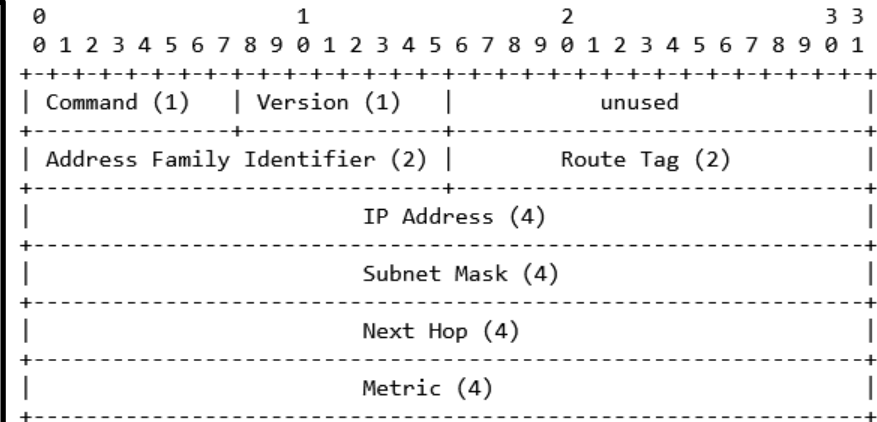 0 1 2 3 3
0 1 2 3 4 5 6 7 8 9 0 1 2 3 4 5 6 7 8 9 0 1 2 3 4 5 6 7 8 9 0 1
+-+-+-+-+-+-+-+-+-+-+-+-+-+-+-+-+-+-+-+-+-+-+-+-+-+-+-+-+-+-+-+-+
| Command (1) | Version (1) | unused |
+---------------+---------------+-------------------------------+
| Address Family Identifier (2) | Route Tag (2) |
+-------------------------------+-------------------------------+
| IP Address (4) |
+---------------------------------------------------------------+
| Subnet Mask (4) |
+---------------------------------------------------------------+
| Next Hop (4) |
+---------------------------------------------------------------+
| Metric (4) |
+---------------------------------------------------------------+